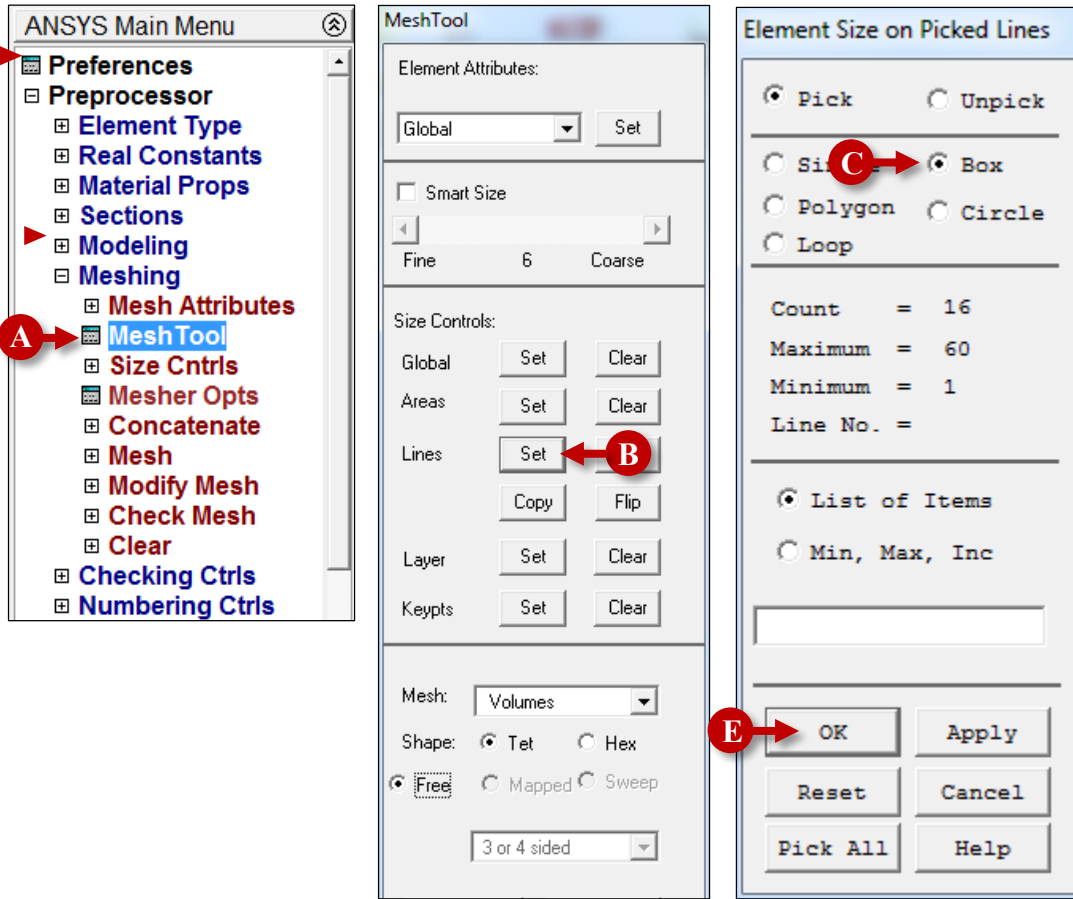 ANSYS Main Menu
Preferences
Preprocessor
Element Type
Real Constants
Material Props
Sections
Modeling
Meshing
Mesh Attributes
A
MeshTool
Size Cntrls
Mesher Opts
Concatenate
Mesh
Modify Mesh
Check Mesh
Clear
Checking Ctrls
Numbering Ctrls
MeshTool
Element Attributes:
Global Set
Smart Size
Fine 6 Coarse
Size Controls:
Global Set Clear
Areas Set Clear
Lines Set B
Copy Flip
Layer Set Clear
Keypts Set Clear
Mesh: Volumes
Shape: Tet Hex
Free Mapped Sweep
3 or 4 sided
Element Size on Picked Lines
Pick Unpick
C Box
Polygon Circle
Loop
Count = 16
Maximum = 60
Minimum = 1
Line No. =
List of Items
Min, Max, Inc
E OK Apply
Reset Cancel
Pick All Help